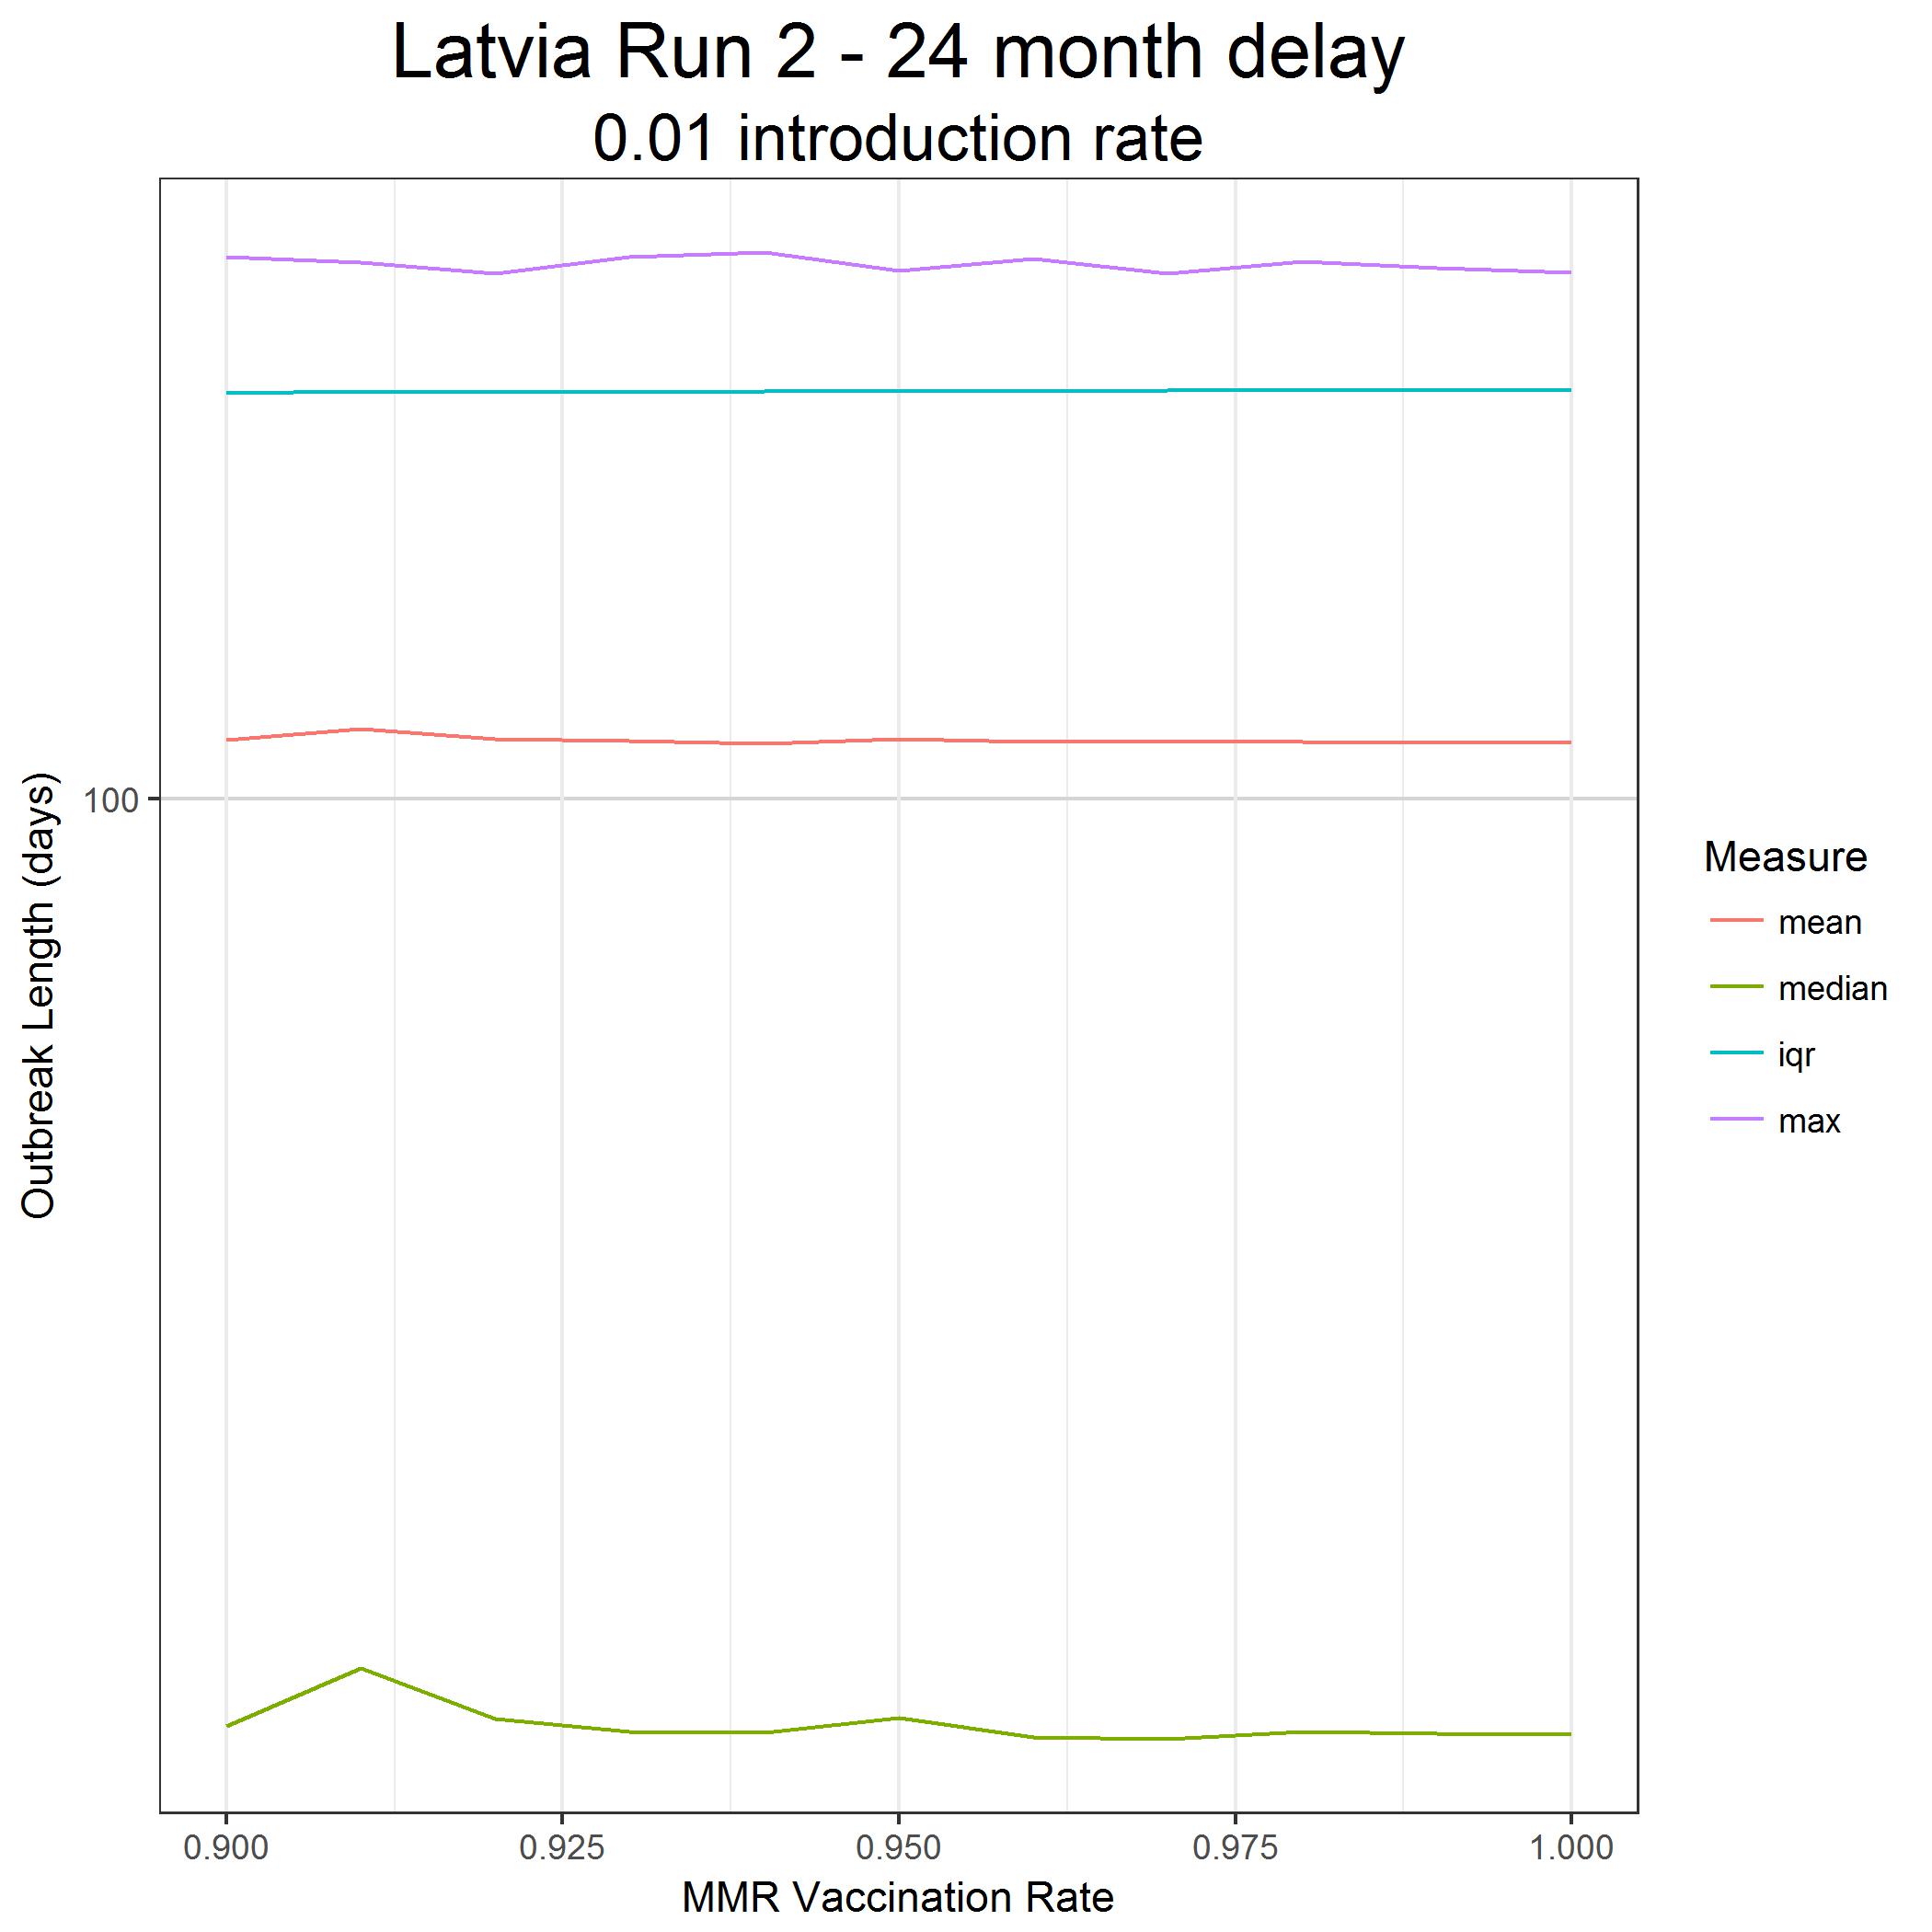 Latvia Run 2 - 24 month delay
0.01 introduction rate
Outbreak Length (days)
100
0.900
0.925
0.950
0.975
1.000
MMR Vaccination Rate
Measure
mean
median
iqr
max